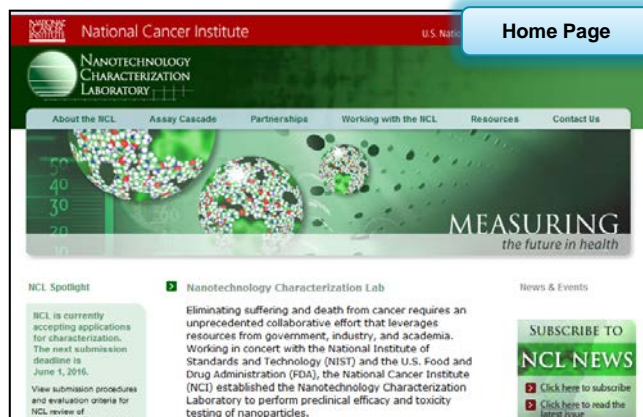 National Cancer Institute
U.S. Natio
Home Page
NANOTECHNOLOGY
CHARACTERIZATION
LABORATORY
About the NCL Assay Cascade Partnerships Working with the NCL Resources Contact Us
50
40
30
20
MEASURING
the future in health
NCL Spotlight
NCL is currently
accepting applications
for characterization.
The next submission
deadline is
June 1, 2016.
View submission procedures
and evaluation criteria for
NCL review of
Nanotechnology Characterization Lab
Eliminating suffering and death from cancer requires an
unprecedented collaborative effort that leverages
resources from government, industry, and academia.
Working in concert with the National Institute of
Standards and Technology (NIST) and the U.S. Food and
Drug Administration (FDA), the National Cancer Institute
(NCI) established the Nanotechnology Characterization
Laboratory to perform preclinical efficacy and toxicity
testing of nanoparticles.
News & Events
SUBSCRIBE TO
NCL NEWS
Click here to subscribe
Click here to read the
latest issue